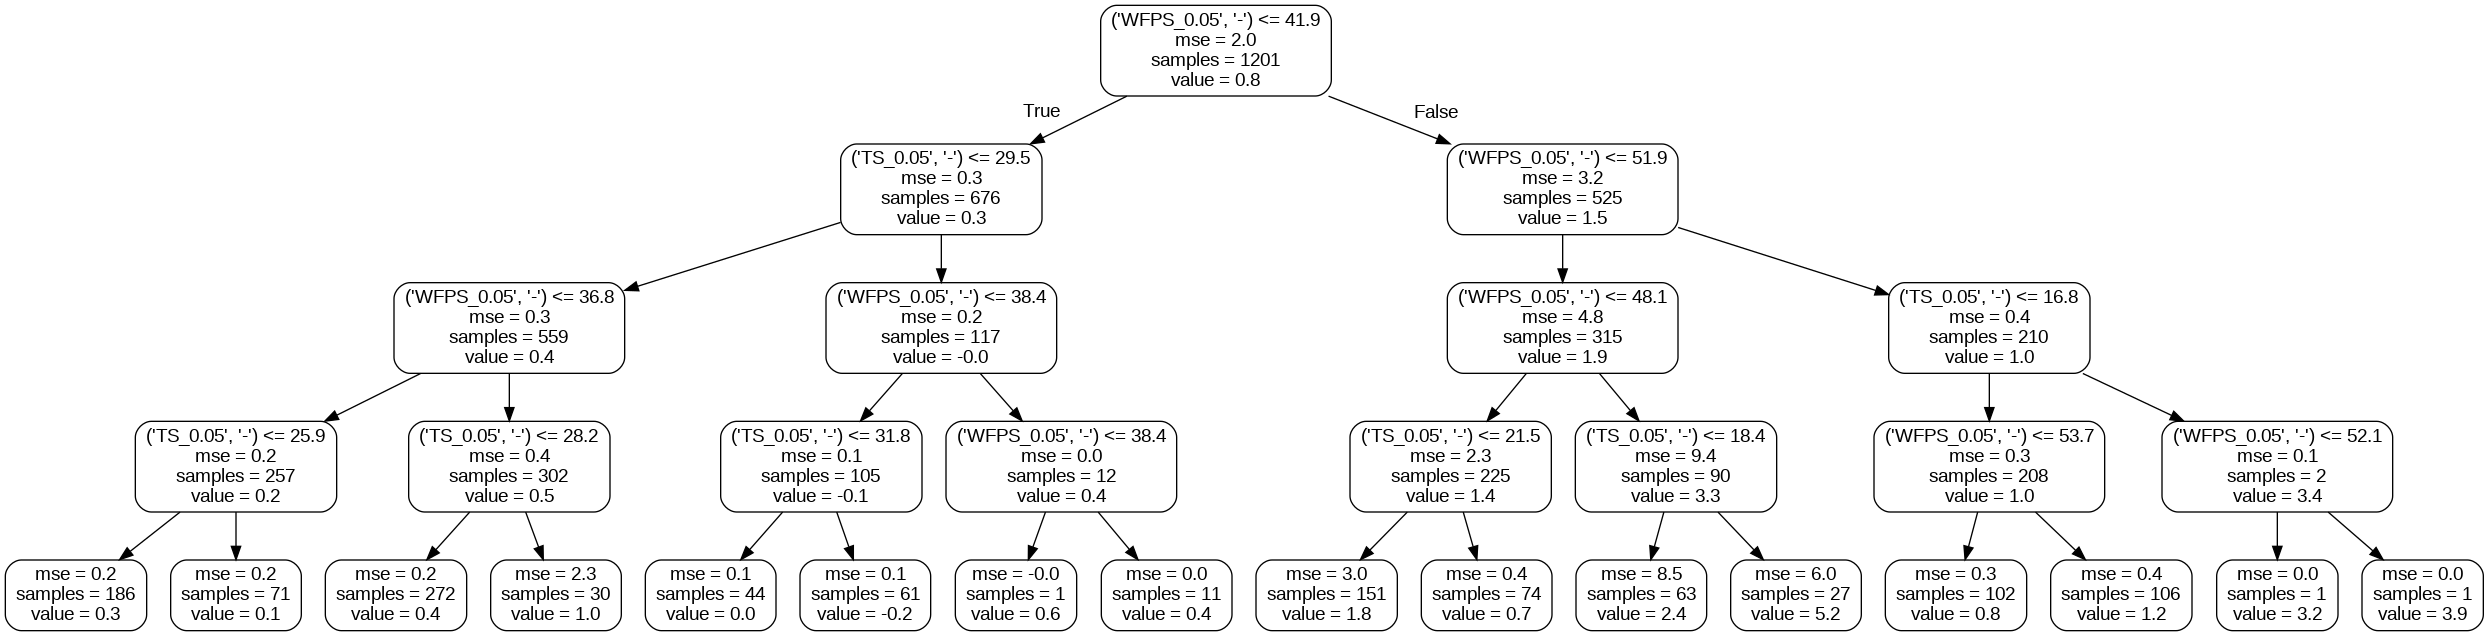 ('WFPS_0.05', '-') <= 41.9
mse = 2.0
samples = 1201
value = 0.8
True
False
('TS_0.05', '-') <= 29.5
mse = 0.3
samples = 676
value = 0.3
('WFPS_0.05', '-') <= 51.9
mse = 3.2
samples = 525
value = 1.5
('WFPS_0.05', '-') <= 36.8
mse = 0.3
samples = 559
value = 0.4
('WFPS_0.05', '-') <= 38.4
mse = 0.2
samples = 117
value = -0.0
('WFPS_0.05', '-') <= 48.1
mse = 4.8
samples = 315
value = 1.9
('TS_0.05', '-') <= 16.8
mse = 0.4
samples = 210
value = 1.0
('TS_0.05', '-') <= 25.9
mse = 0.2
samples = 257
value = 0.2
('TS_0.05', '-') <= 28.2
mse = 0.4
samples = 302
value = 0.5
('TS_0.05', '-') <= 31.8
mse = 0.1
samples = 105
value = -0.1
('WFPS_0.05', '-') <= 38.4
mse = 0.0
samples = 12
value = 0.4
('TS_0.05', '-') <= 21.5
mse = 2.3
samples = 225
value = 1.4
('TS_0.05', '-') <= 18.4
mse = 9.4
samples = 90
value = 3.3
('WFPS_0.05', '-') <= 53.7
mse = 0.3
samples = 208
value = 1.0
('WFPS_0.05', '-') <= 52.1
mse = 0.1
samples = 2
value = 3.4
mse = 0.2
samples = 186
value = 0.3
mse = 0.2
samples = 71
value = 0.1
mse = 0.2
samples = 272
value = 0.4
mse = 2.3
samples = 30
value = 1.0
mse = 0.1
samples = 44
value = 0.0
mse = 0.1
samples = 61
value = -0.2
mse = -0.0
samples = 1
value = 0.6
mse = 0.0
samples = 11
value = 0.4
mse = 3.0
samples = 151
value = 1.8
mse = 0.4
samples = 74
value = 0.7
mse = 8.5
samples = 63
value = 2.4
mse = 6.0
samples = 27
value = 5.2
mse = 0.3
samples = 102
value = 0.8
mse = 0.4
samples = 106
value = 1.2
mse = 0.0
samples = 1
value = 3.2
mse = 0.0
samples = 1
value = 3.9